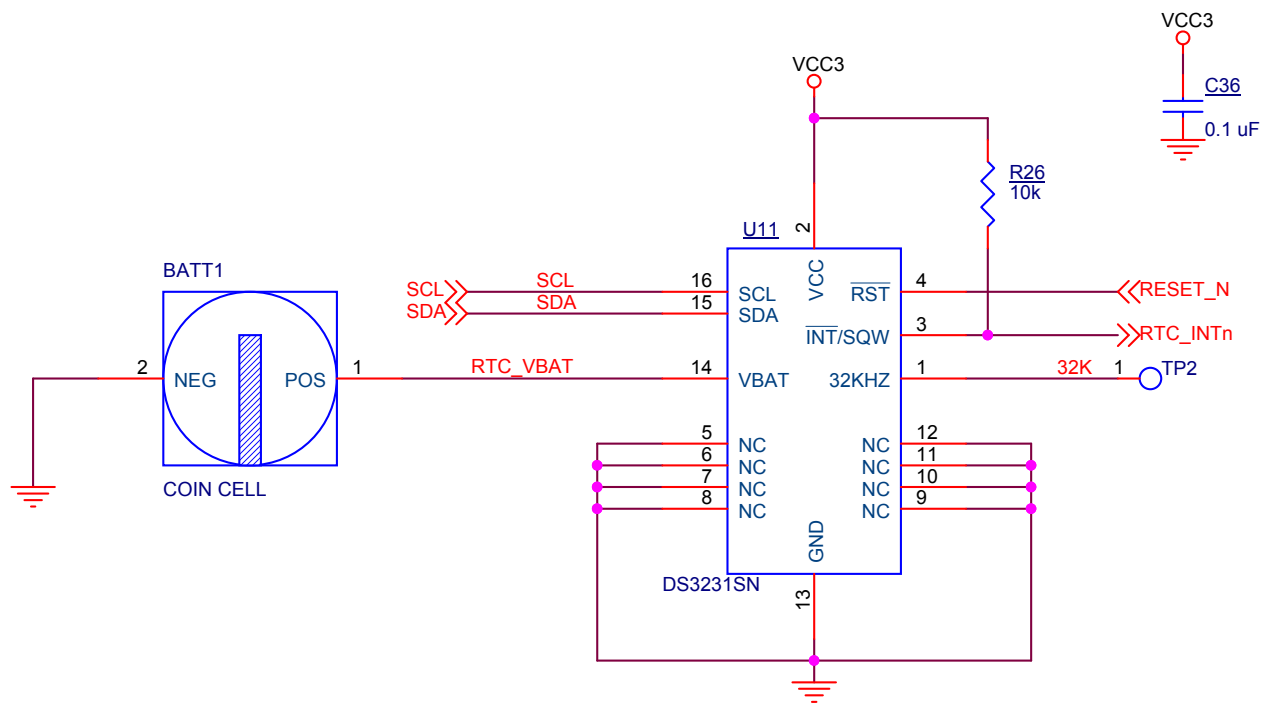 VCC3
C36
0.1 uF
VCC3
R26
10k
U11
2
VCC
BATT1
2
NEG
POS
1
COIN CELL
SCL
SDA
SCL
SDA
16
15
SCL
SDA
RTC_VBAT
14
VBAT
5
NC
6
NC
7
NC
8
NC
RST
4
RESET_N
INT/SQW
3
RTC_INTn
32KHZ
1
32K
1
TP2
NC
12
NC
11
NC
10
NC
9
GND
13
DS3231SN